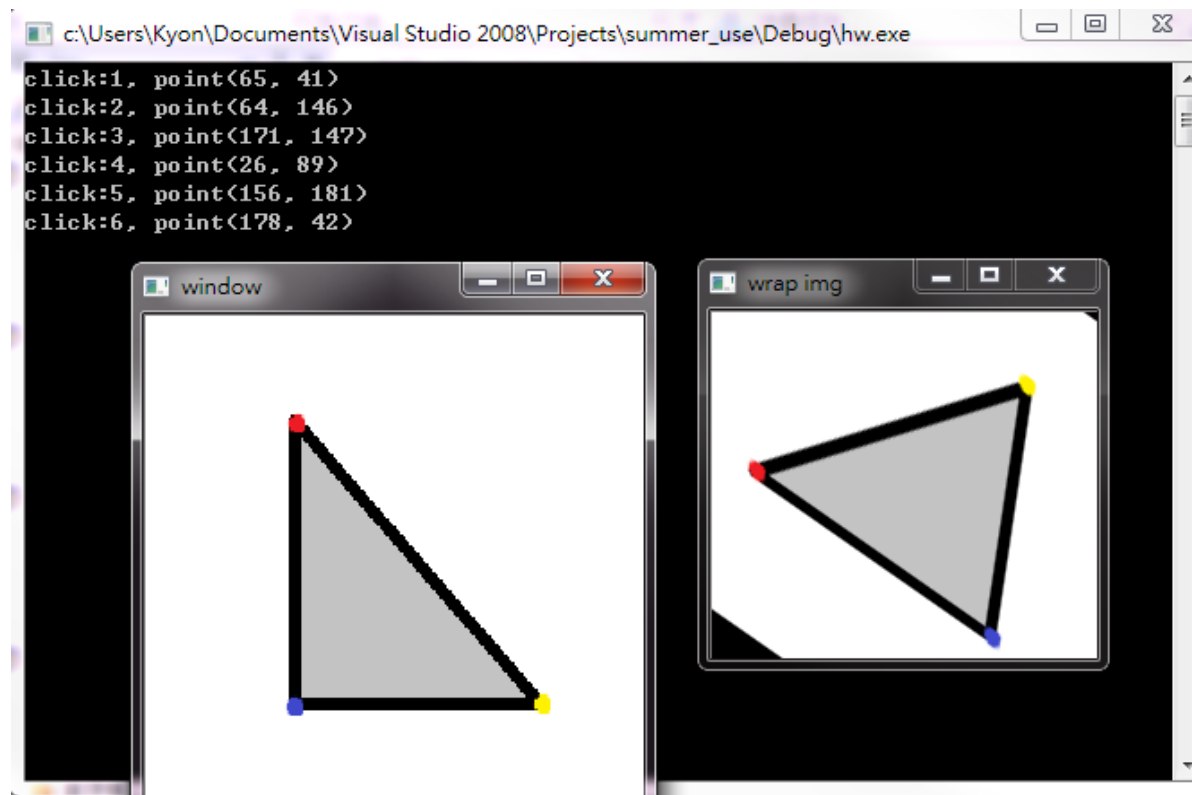 c:\Users\Kyon\Documents\Visual Studio 2008\Projects\summer_use\Debug\hw.exe
click:1, point(65, 41)
click:2, point(64, 146)
click:3, point(171, 147)
click:4, point(26, 89)
click:5, point(156, 181)
click:6, point(178, 42)
window
wrap img